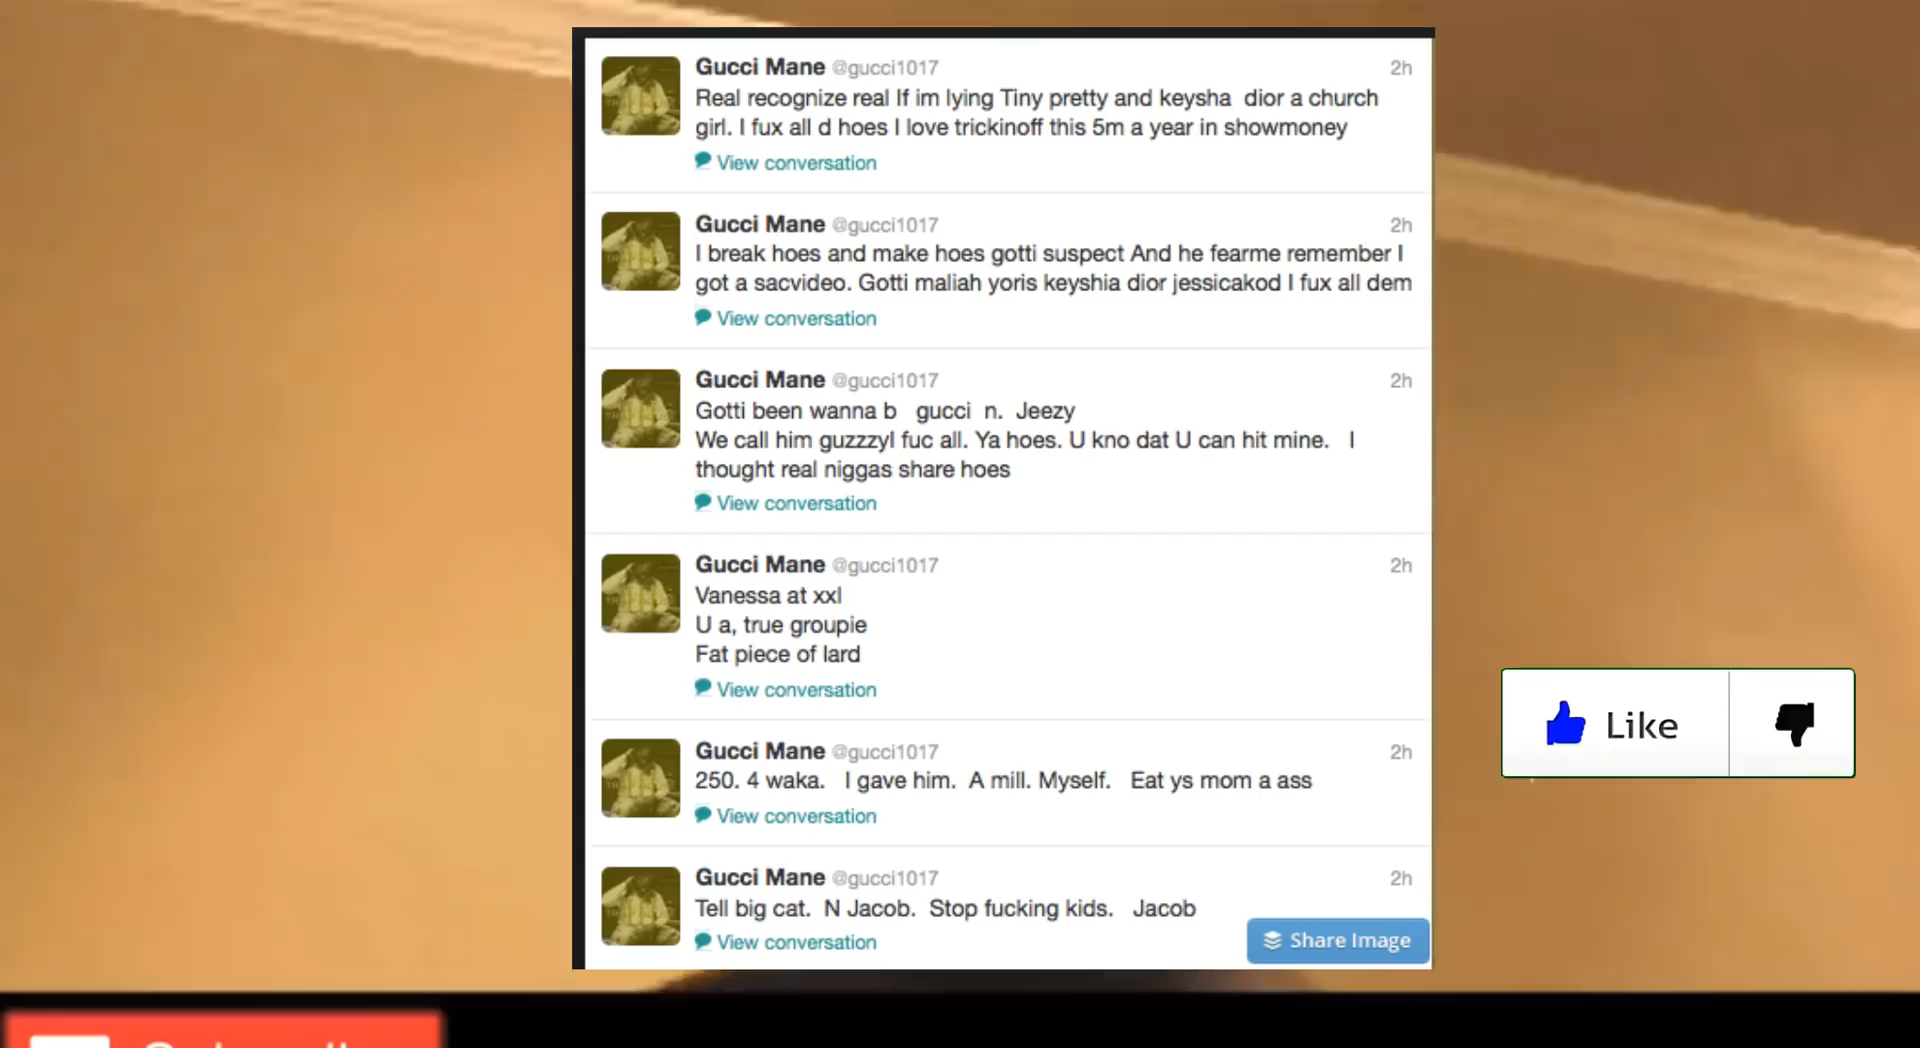 Gucci Mane @gucci1017 2h
Real recognize real If im lying Tiny pretty and keysha dior a church
girl. I fux all d hoes I love trickinoff this 5m a year in showmoney
View conversation
Gucci Mane @gucci1017 2h
I break hoes and make hoes gotti suspect And he fearme remember I
got a sacvideo. Gotti maliah yoris keyshia dior jessicakod I fux all dem
View conversation
Gucci Mane @gucci1017 2h
Gotti been wanna b gucci n. Jeezy
We call him guzzzyI fuc all. Ya hoes. U kno dat U can hit mine. I
thought real niggas share hoes
View conversation
Gucci Mane @gucci1017 2h
Vanessa at xxl
U a, true groupie
Fat piece of lard
View conversation
Gucci Mane @gucci1017 2h
250. 4 waka. I gave him. A mill. Myself. Eat ys mom a ass
View conversation
Gucci Mane @gucci1017 2h
Tell big cat. N Jacob. Stop fucking kids. Jacob
View conversation
Share Image
Like